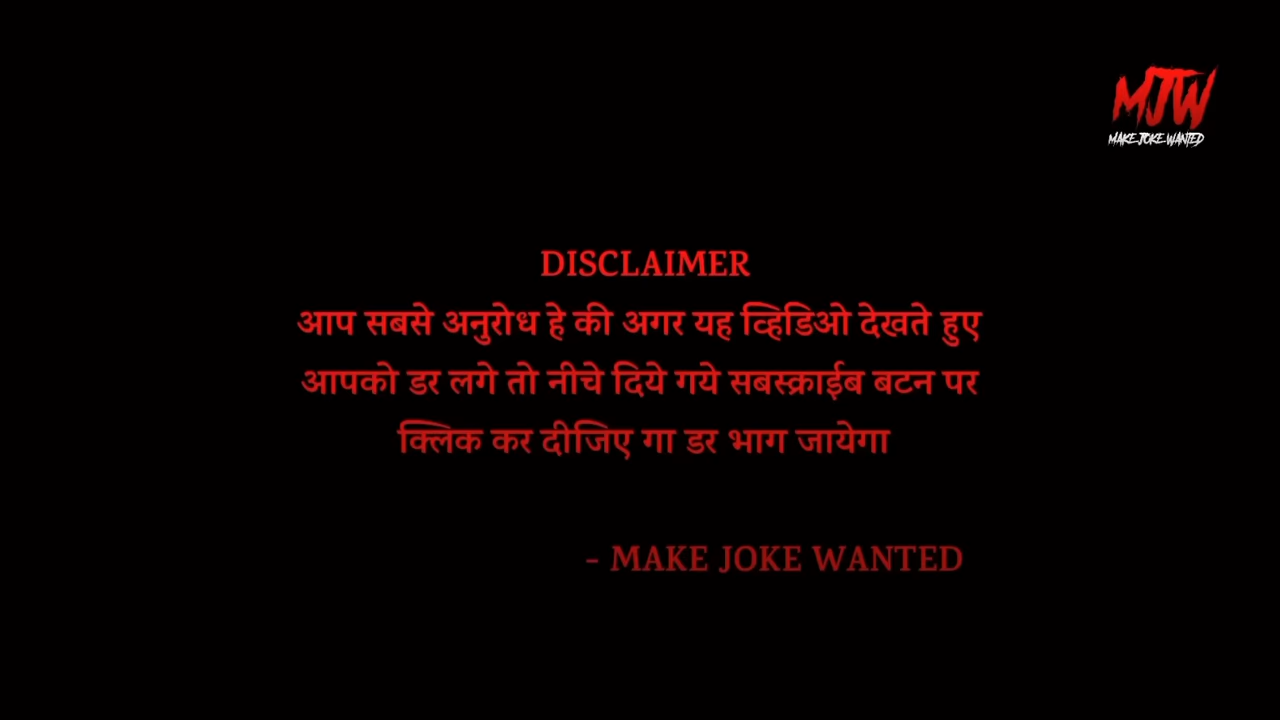 MJW
MAKE JOKE WANTED
DISCLAIMER
आप सबसे अनुरोध हे की अगर यह व्हिडिओ देखते हुए
आपको डर लगे तो नीचे दिये गये सबस्क्राईब बटन पर
क्लिक कर दीजिए गा डर भाग जायेगा
- MAKE JOKE WANTED